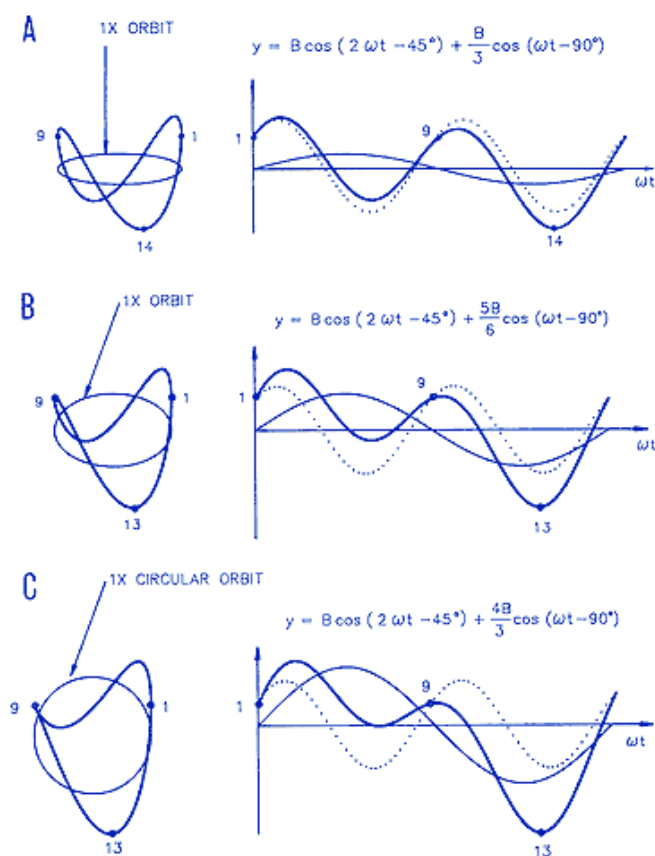 A
1X ORBIT
y = B cos ( 2 ωt − 45° ) + B/3 cos (ωt − 90°)
9
1
14
1
9
14
ωt
B
1X ORBIT
y = B cos ( 2 ωt − 45° ) + 5B/6 cos (ωt − 90°)
9
1
13
1
9
13
ωt
C
1X CIRCULAR ORBIT
y = B cos ( 2 ωt − 45° ) + 4B/3 cos (ωt − 90°)
9
1
13
1
9
13
ωt